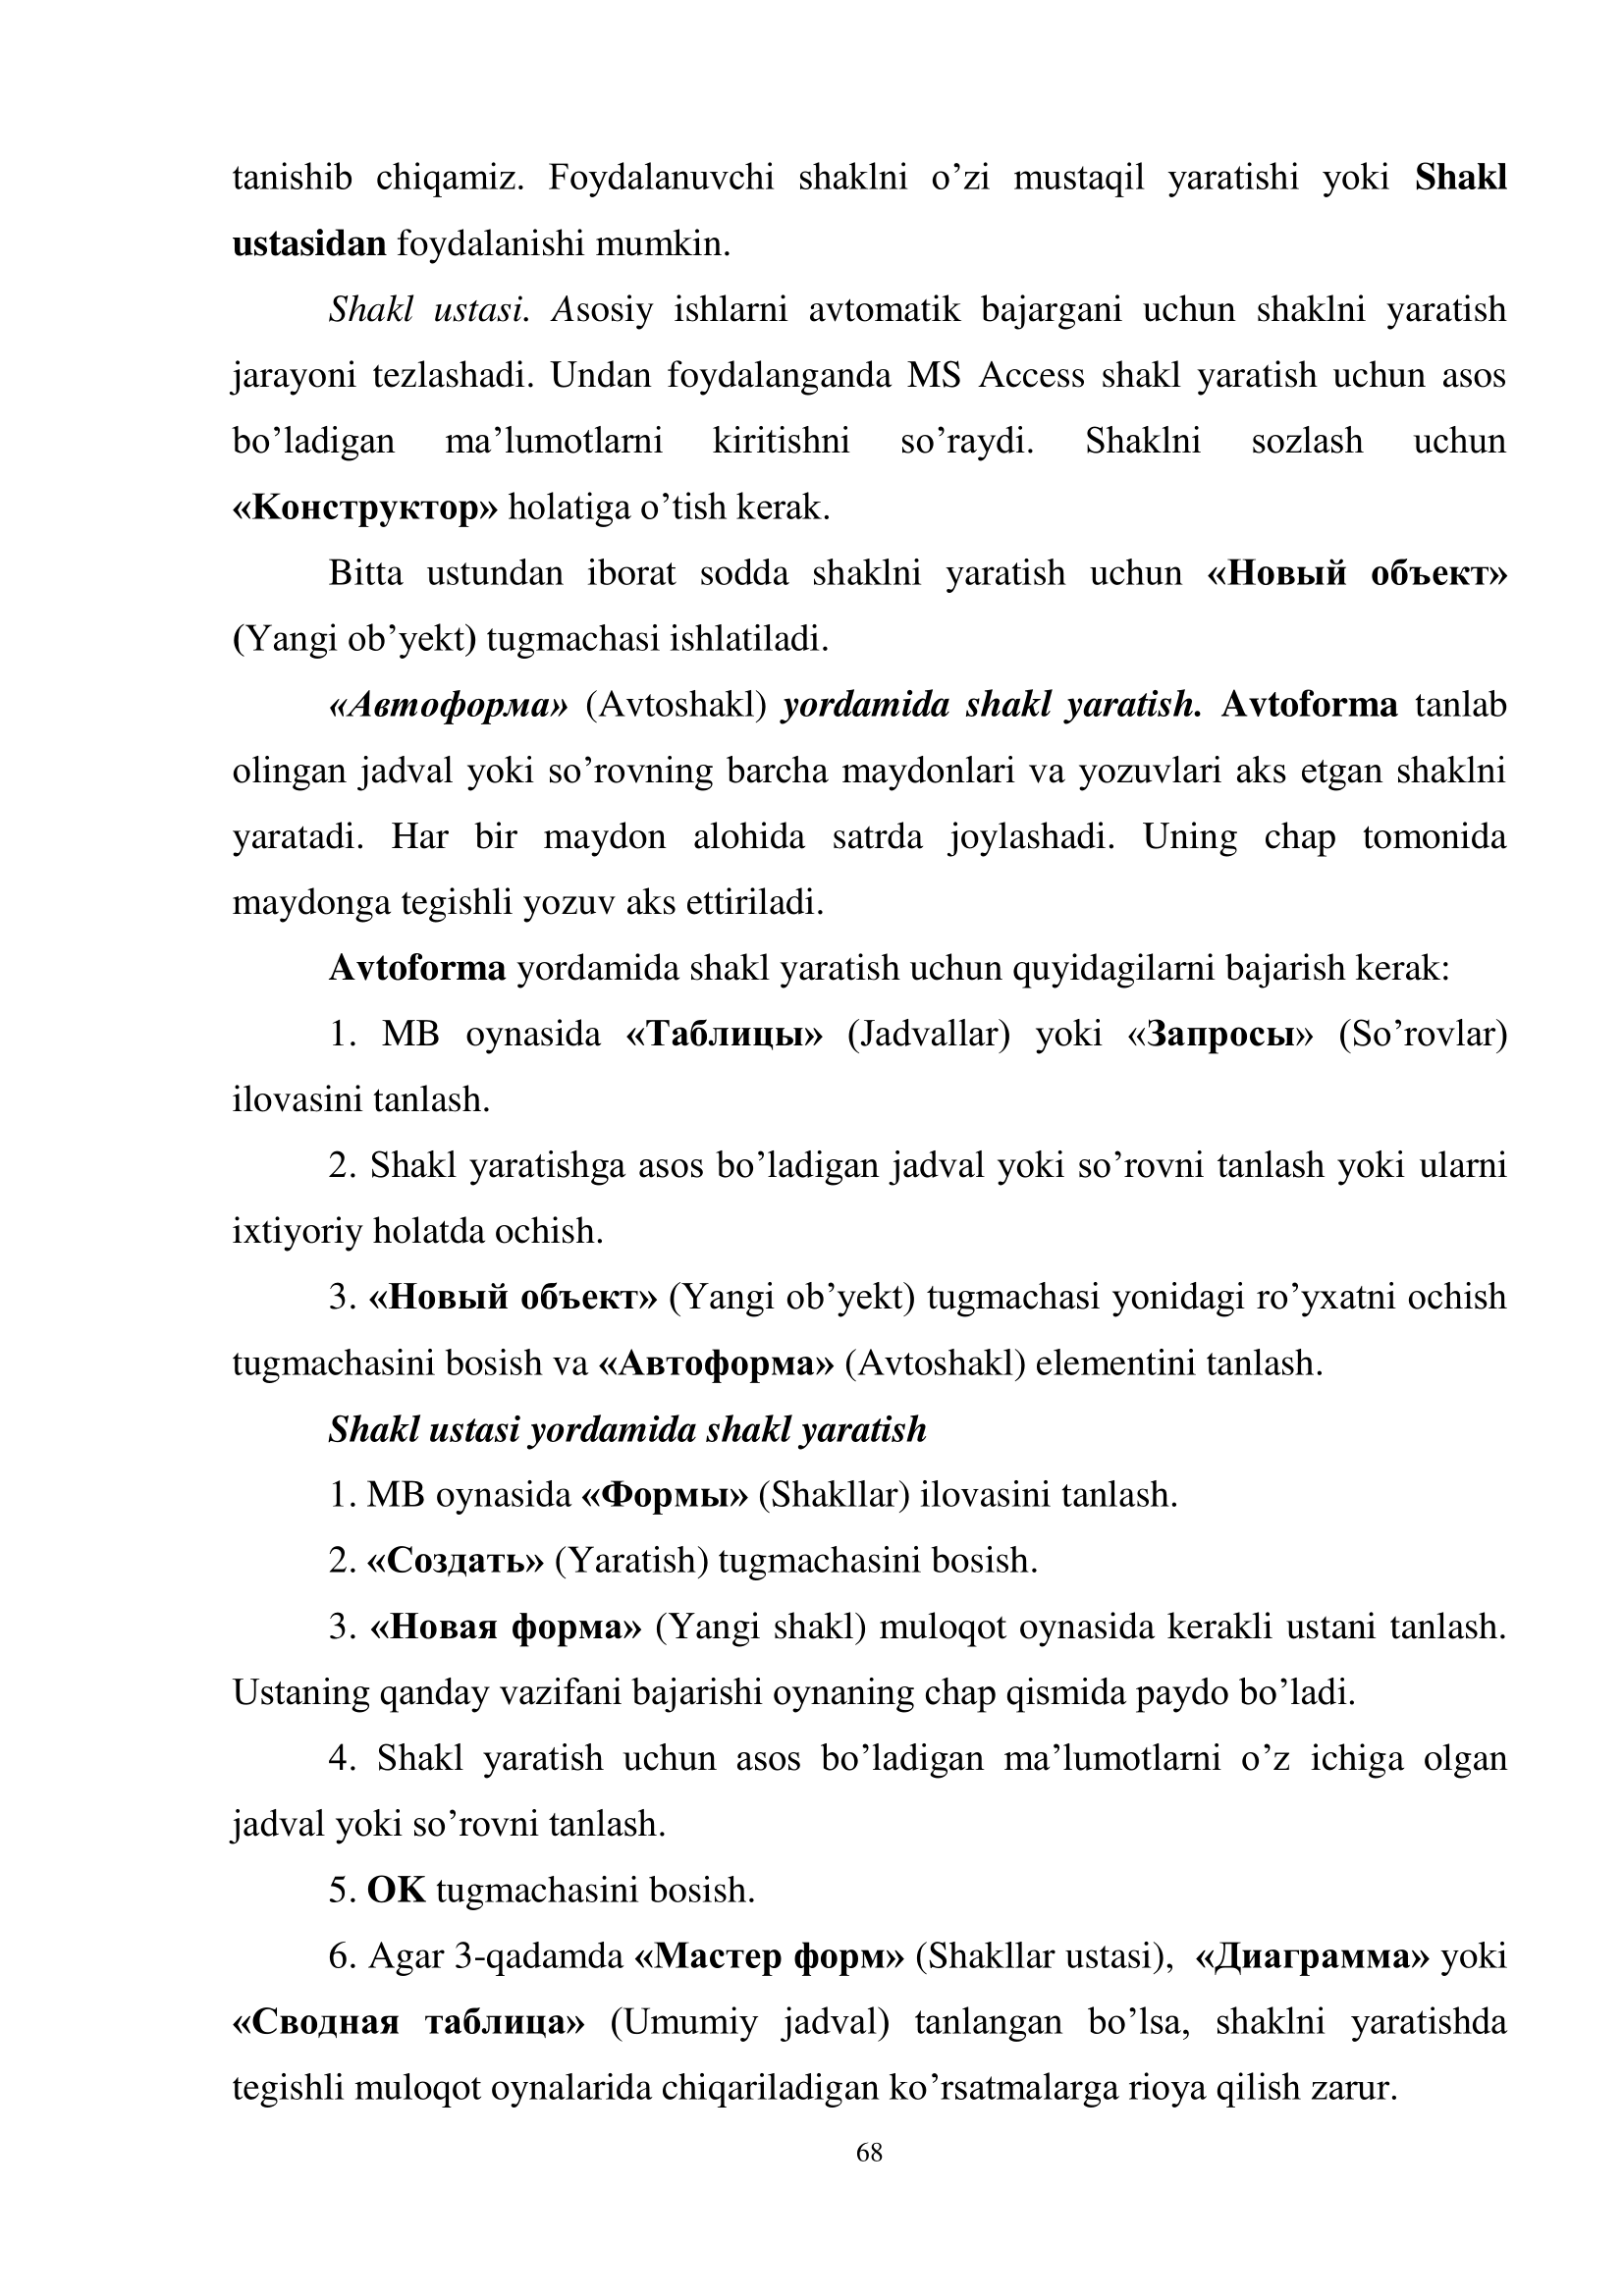 tanishib chiqamiz. Foydalanuvchi shaklni o’zi mustaqil yaratishi yoki Shakl
ustasidan foydalanishi mumkin.
Shakl ustasi. Asosiy ishlarni avtomatik bajargani uchun shaklni yaratish
jarayoni tezlashadi. Undan foydalanganda MS Access shakl yaratish uchun asos
bo’ladigan ma’lumotlarni kiritishni so’raydi. Shaklni sozlash uchun
«Конструктор» holatiga o’tish kerak.
Bitta ustundan iborat sodda shaklni yaratish uchun «Новый объект»
(Yangi ob’yekt) tugmachasi ishlatiladi.
«Автоформа» (Avtoshakl) yordamida shakl yaratish. Avtoforma tanlab
olingan jadval yoki so’rovning barcha maydonlari va yozuvlari aks etgan shaklni
yaratadi. Har bir maydon alohida satrda joylashadi. Uning chap tomonida
maydonga tegishli yozuv aks ettiriladi.
Avtoforma yordamida shakl yaratish uchun quyidagilarni bajarish kerak:
1. MB oynasida «Таблицы» (Jadvallar) yoki «Запросы» (So’rovlar)
ilovasini tanlash.
2. Shakl yaratishga asos bo’ladigan jadval yoki so’rovni tanlash yoki ularni
ixtiyoriy holatda ochish.
3. «Новый объект» (Yangi ob’yekt) tugmachasi yonidagi ro’yxatni ochish
tugmachasini bosish va «Автоформа» (Avtoshakl) elementini tanlash.
Shakl ustasi yordamida shakl yaratish
1. MB oynasida «Формы» (Shakllar) ilovasini tanlash.
2. «Создать» (Yaratish) tugmachasini bosish.
3. «Новая форма» (Yangi shakl) muloqot oynasida kerakli ustani tanlash.
Ustaning qanday vazifani bajarishi oynaning chap qismida paydo bo’ladi.
4. Shakl yaratish uchun asos bo’ladigan ma’lumotlarni o’z ichiga olgan
jadval yoki so’rovni tanlash.
5. OK tugmachasini bosish.
6. Agar 3-qadamda «Мастер форм» (Shakllar ustasi), «Диаграмма» yoki
«Сводная таблица» (Umumiy jadval) tanlangan bo’lsa, shaklni yaratishda
tegishli muloqot oynalarida chiqariladigan ko’rsatmalarga rioya qilish zarur.
68